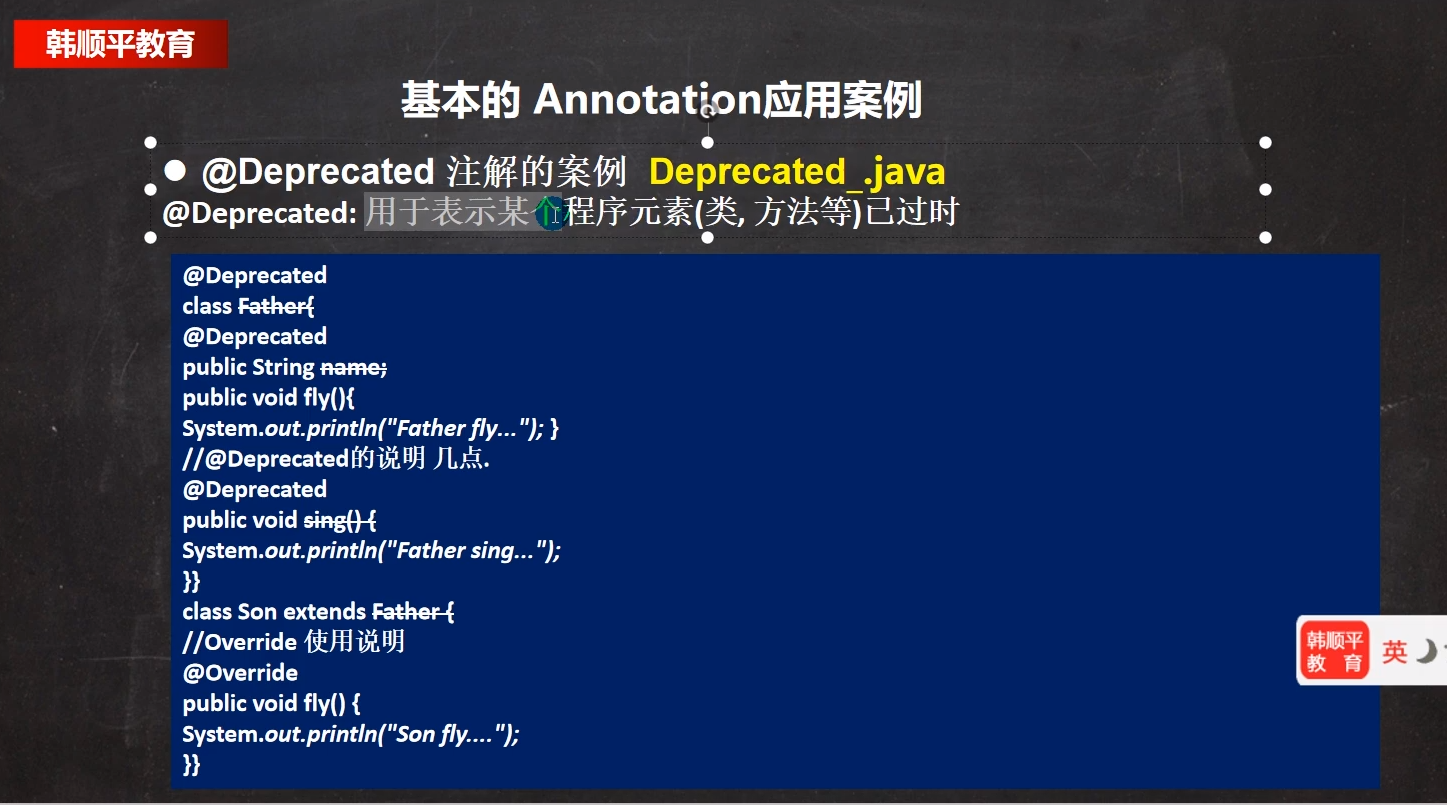 韩顺平教育
基本的 Annotation应用案例
● @Deprecated 注解的案例 Deprecated_.java
@Deprecated: 用于表示某个程序元素(类, 方法等)已过时
@Deprecated
class Father{
@Deprecated
public String name;
public void fly(){
System.out.println("Father fly..."); }
//@Deprecated的说明 几点.
@Deprecated
public void sing() {
System.out.println("Father sing...");
}}
class Son extends Father {
//Override 使用说明
@Override
public void fly() {
System.out.println("Son fly....");
}}
韩顺平
教 育
英